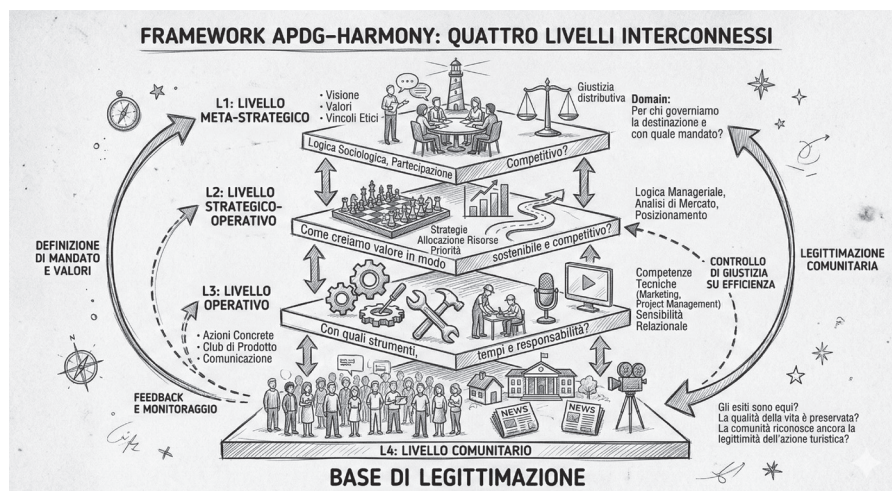 FRAMEWORK APDG–HARMONY: QUATTRO LIVELLI INTERCONNESSI
L1: LIVELLO
META-STRATEGICO
• Visione
• Valori
• Vincoli Etici
Giustizia
distributiva
Domain:
Per chi governiamo
la destinazione e
con quale mandato?
Logica Sociologica, Partecipazione
Competitivo?
L2: LIVELLO
STRATEGICO-
OPERATIVO
Strategie
Allocazione Risorse
Priorità
Come creiamo valore in modo
sostenibile e competitivo?
Logica Manageriale,
Analisi di Mercato,
Posizionamento
DEFINIZIONE
DI MANDATO
E VALORI
CONTROLLO
DI GIUSTIZIA
SU EFFICIENZA
LEGITTIMAZIONE
COMUNITARIA
L3: LIVELLO
OPERATIVO
• Azioni Concrete
• Club di Prodotto
• Comunicazione
Con quali strumenti,
tempi e responsabilità?
Competenze
Tecniche
(Marketing,
Project Management)
Sensibilità
Relazionale
FEEDBACK
E MONITORAGGIO
N
NEWS
NEWS
Gli esiti sono equi?
La qualità della vita è preservata?
La comunità riconosce ancora la
legittimità dell'azione turistica?
L4: LIVELLO COMUNITARIO
BASE DI LEGITTIMAZIONE